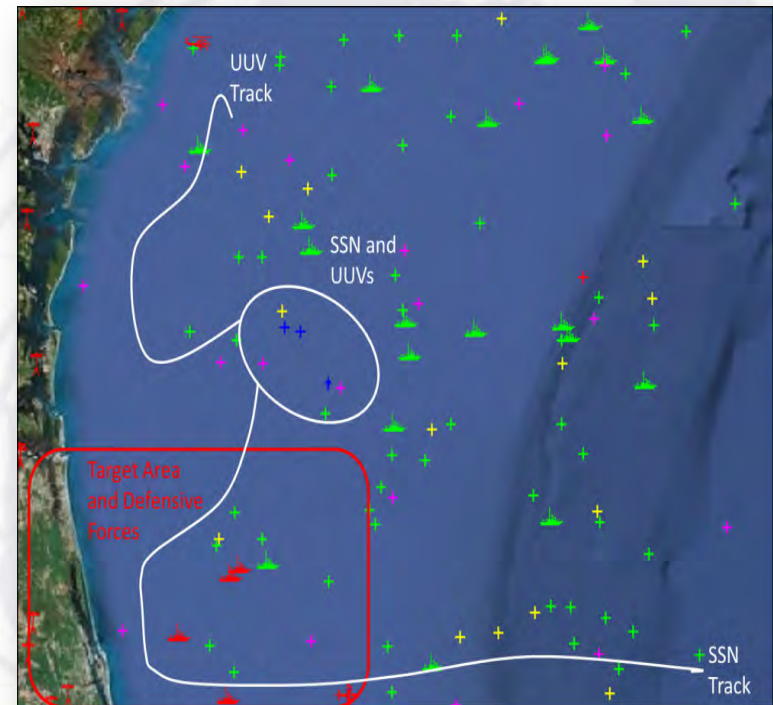 UUV
Track
SSN and
UUVs
Target Area
and Defensive
Forces
SSN
Track